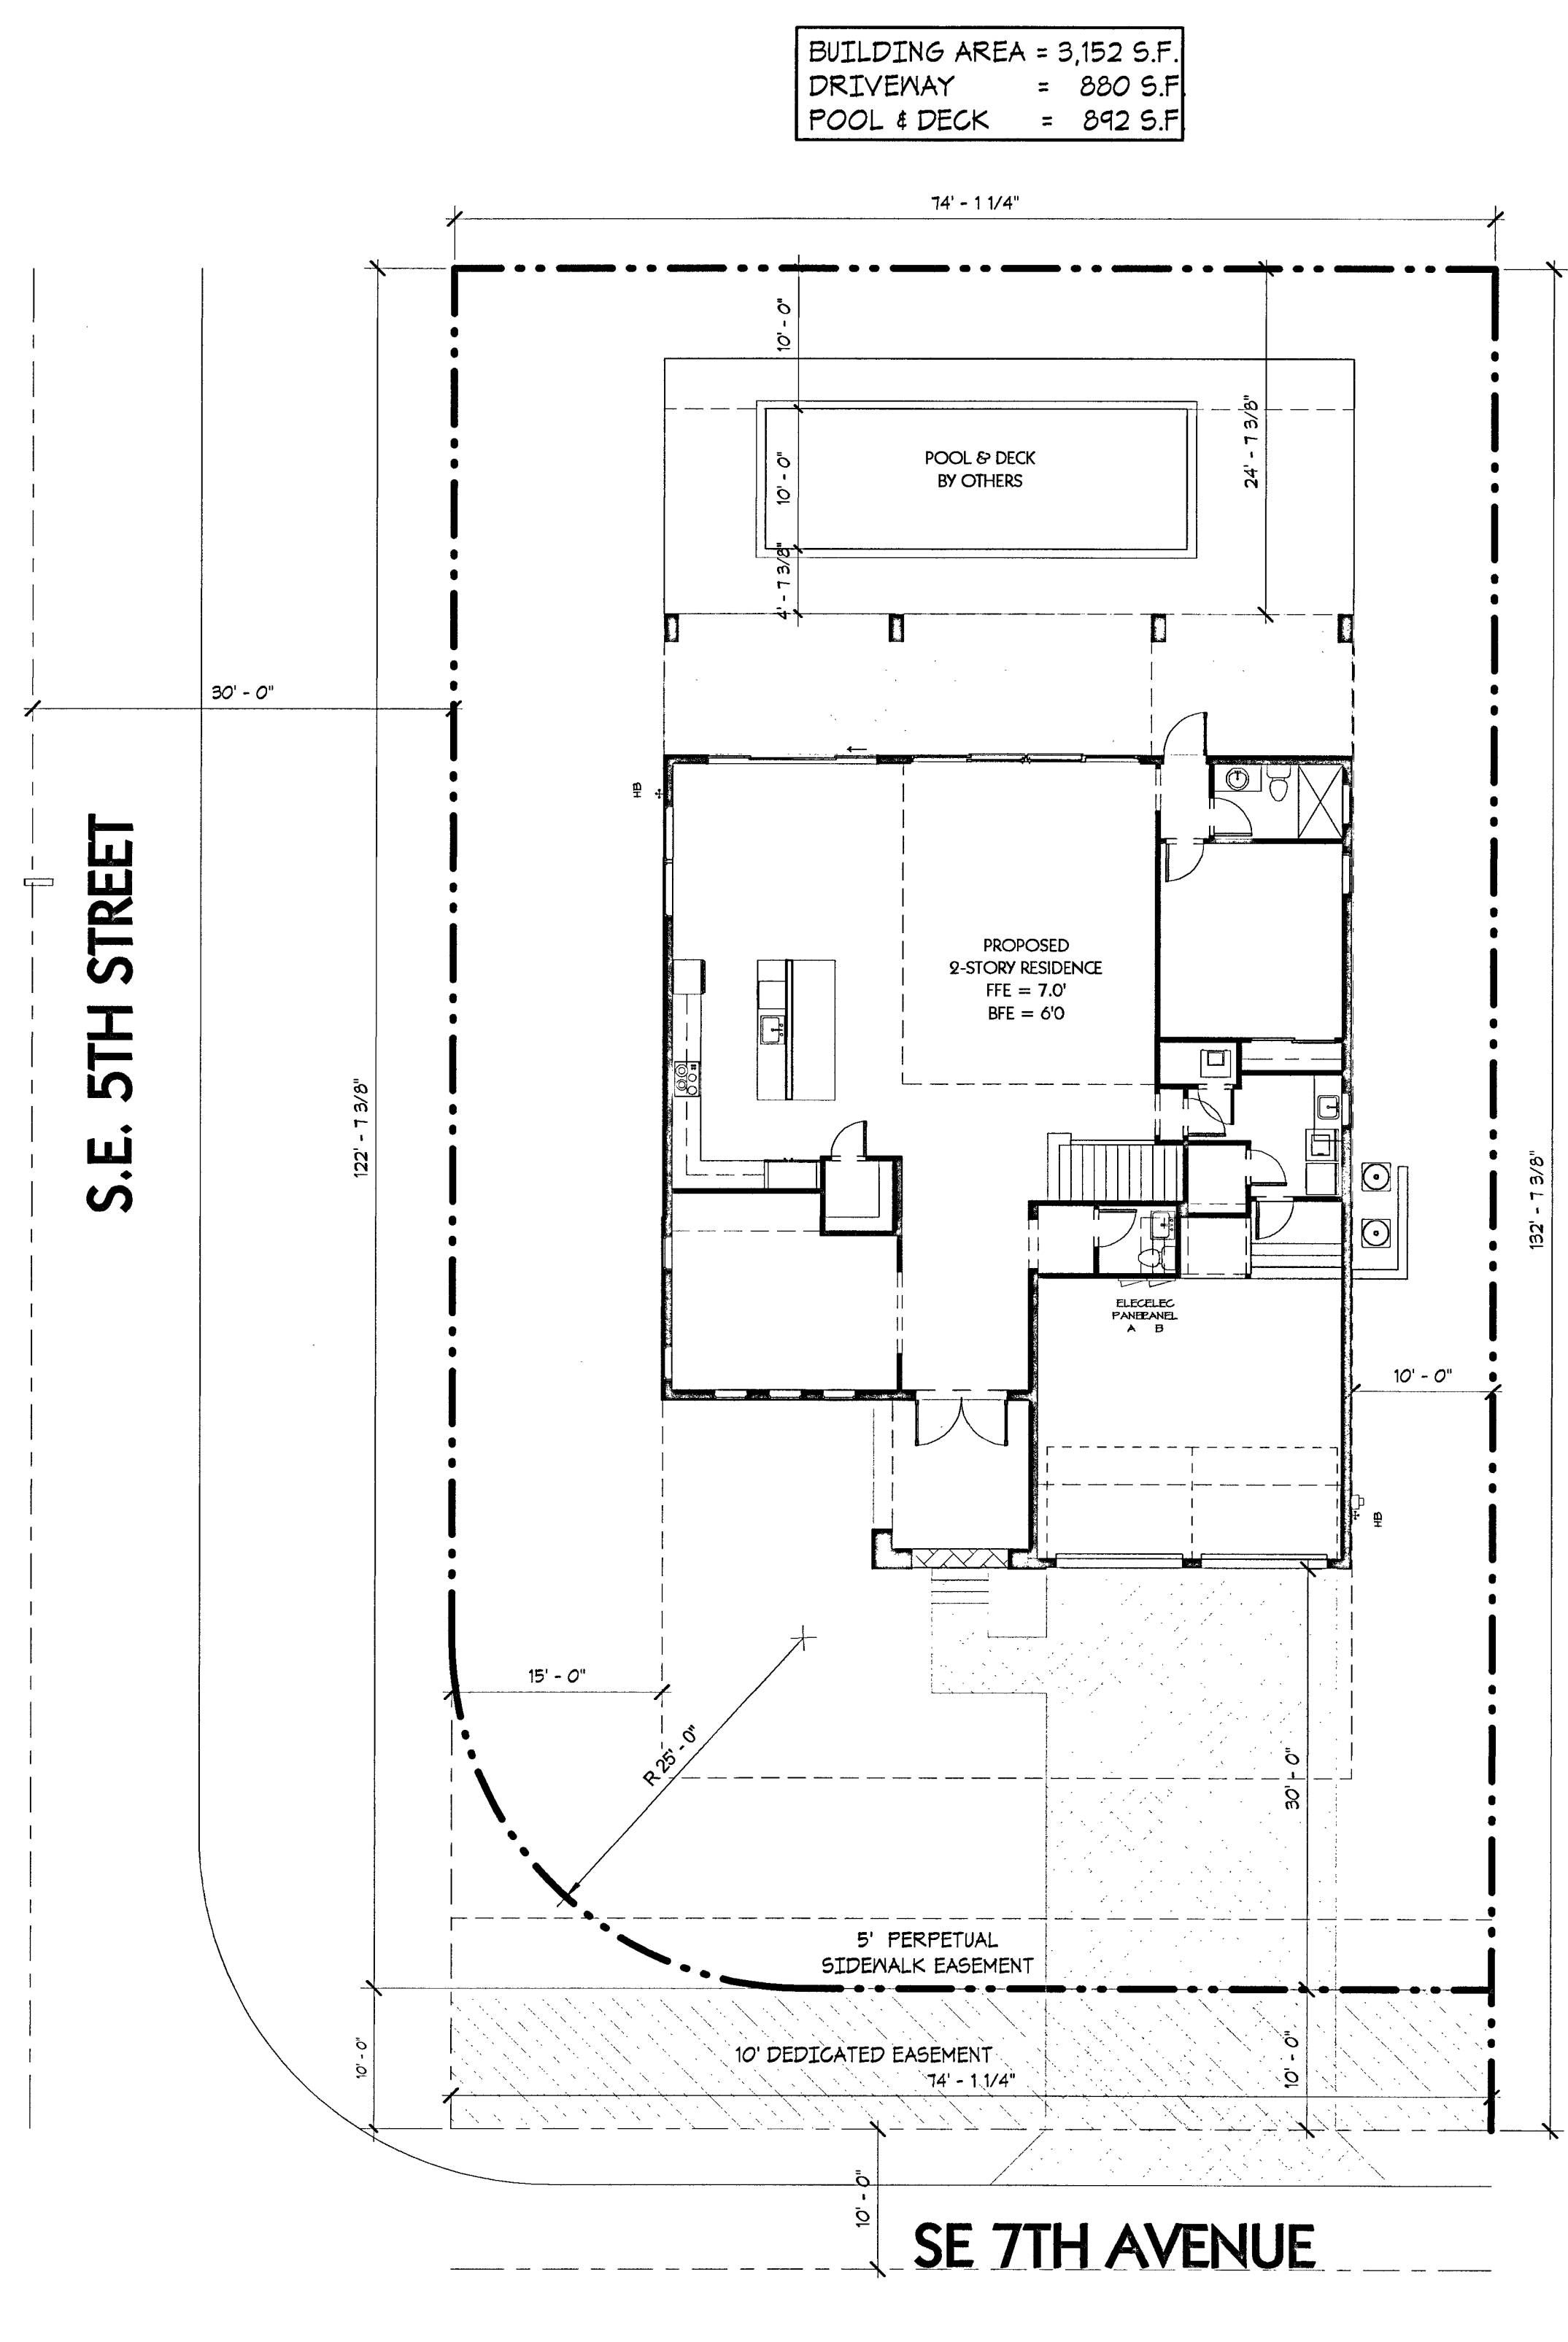 BUILDING AREA = 3,152 S.F.
DRIVEWAY = 880 S.F.
POOL & DECK = 892 S.F.
74' - 1 1/4"
10' - 0"
24' - 7 3/8"
POOL & DECK
BY OTHERS
10' - 0"
4' - 7 3/8"
30' - 0"
HB
S.E. 5TH STREET
PROPOSED
2-STORY RESIDENCE
FFE = 7.0'
BFE = 6'0
122' - 7 3/8"
132' - 7 3/8"
ELEC ELEC
PANEL PANEL
A B
10' - 0"
HB
15' - 0"
R 25' - 0"
30' - 0"
5' PERPETUAL
SIDEWALK EASEMENT
10' - 0"
10' DEDICATED EASEMENT
74' - 1 1/4"
10' - 0"
10' - 0"
SE 7TH AVENUE